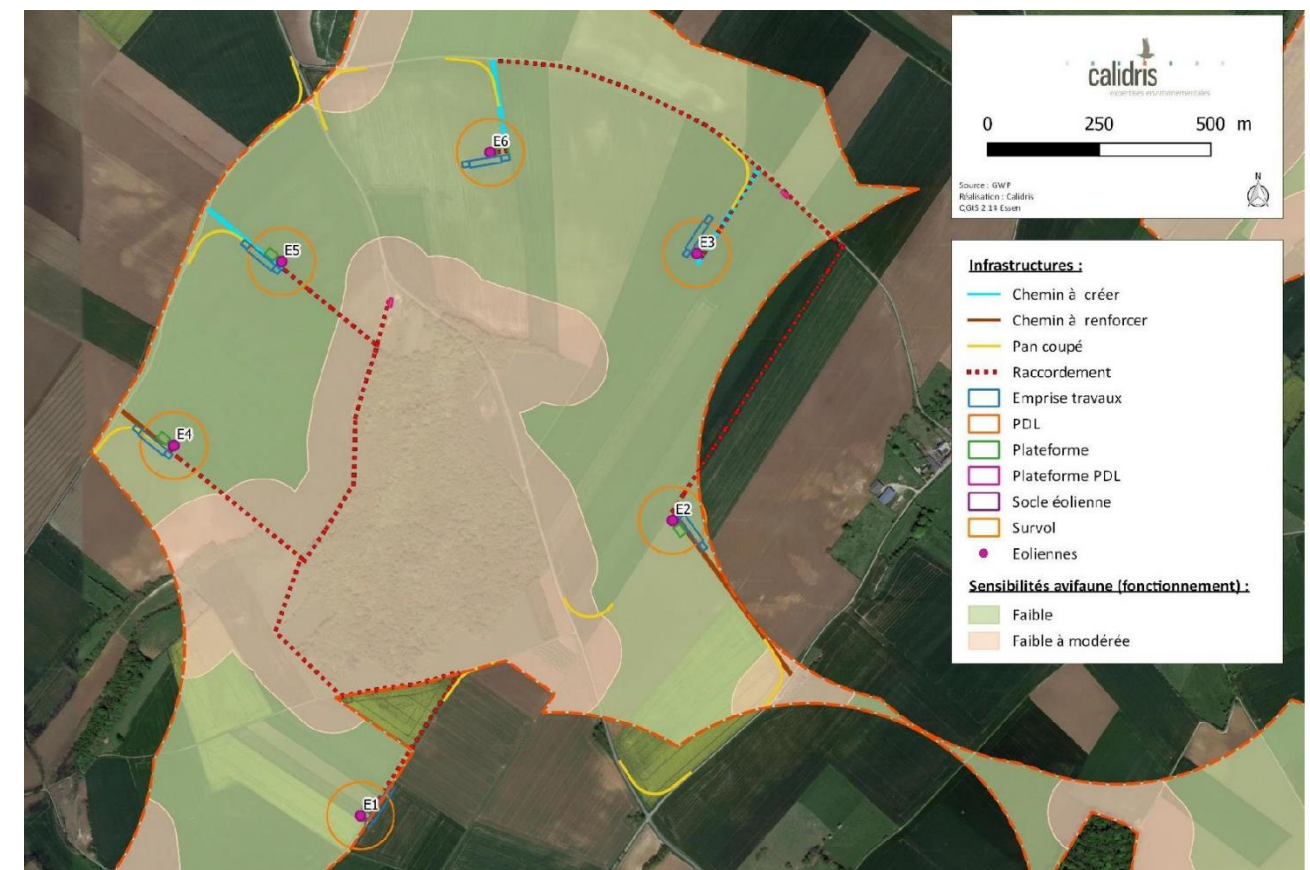 calidris
expertises environnementales
0 250 500 m
Source : GWP
Réalisation : Calidris
QGIS 2.14 Essen
N
Infrastructures :
Chemin à créer
Chemin à renforcer
Pan coupé
Raccordement
Emprise travaux
PDL
Plateforme
Plateforme PDL
Socle éolienne
Survol
Eoliennes
Sensibilités avifaune (fonctionnement) :
Faible
Faible à modérée
E6
E3
E5
E4
E2
E1